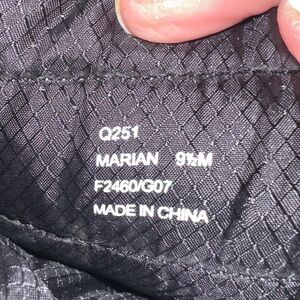 Q251
MARIAN 9½M
F2460/G07
MADE IN CHINA